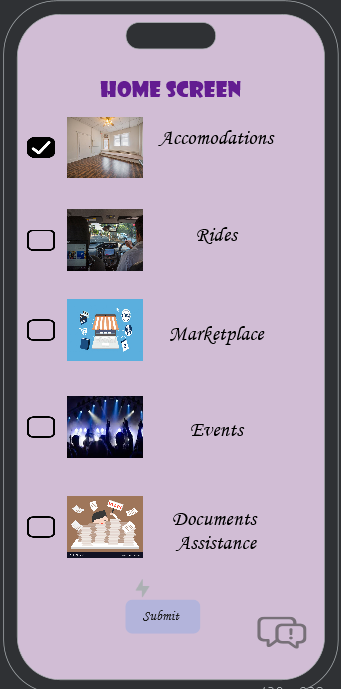 HOME SCREEN
Accomodations
Rides
Marketplace
Events
Documents
Assistance
Submit